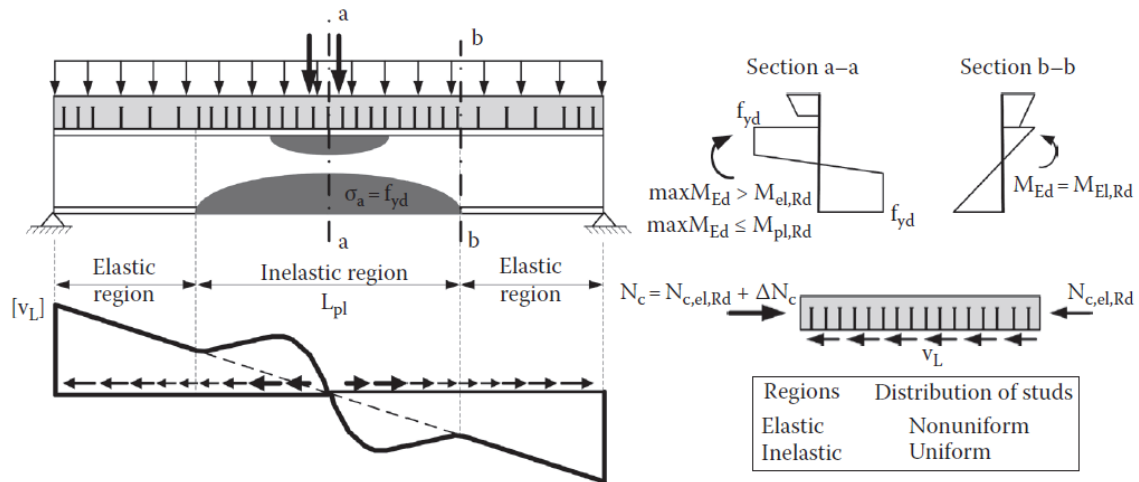 a
b
Section a–a
Section b–b
f_yd
σ_a = f_yd
maxM_Ed > M_el,Rd
maxM_Ed ≤ M_pl,Rd
f_yd
M_Ed = M_El,Rd
a
b
Elastic
region
Inelastic region
L_pl
Elastic
region
[v_L]
N_c = N_c,el,Rd + ΔN_c
N_c,el,Rd
v_L
Regions Distribution of studs
Elastic Nonuniform
Inelastic Uniform